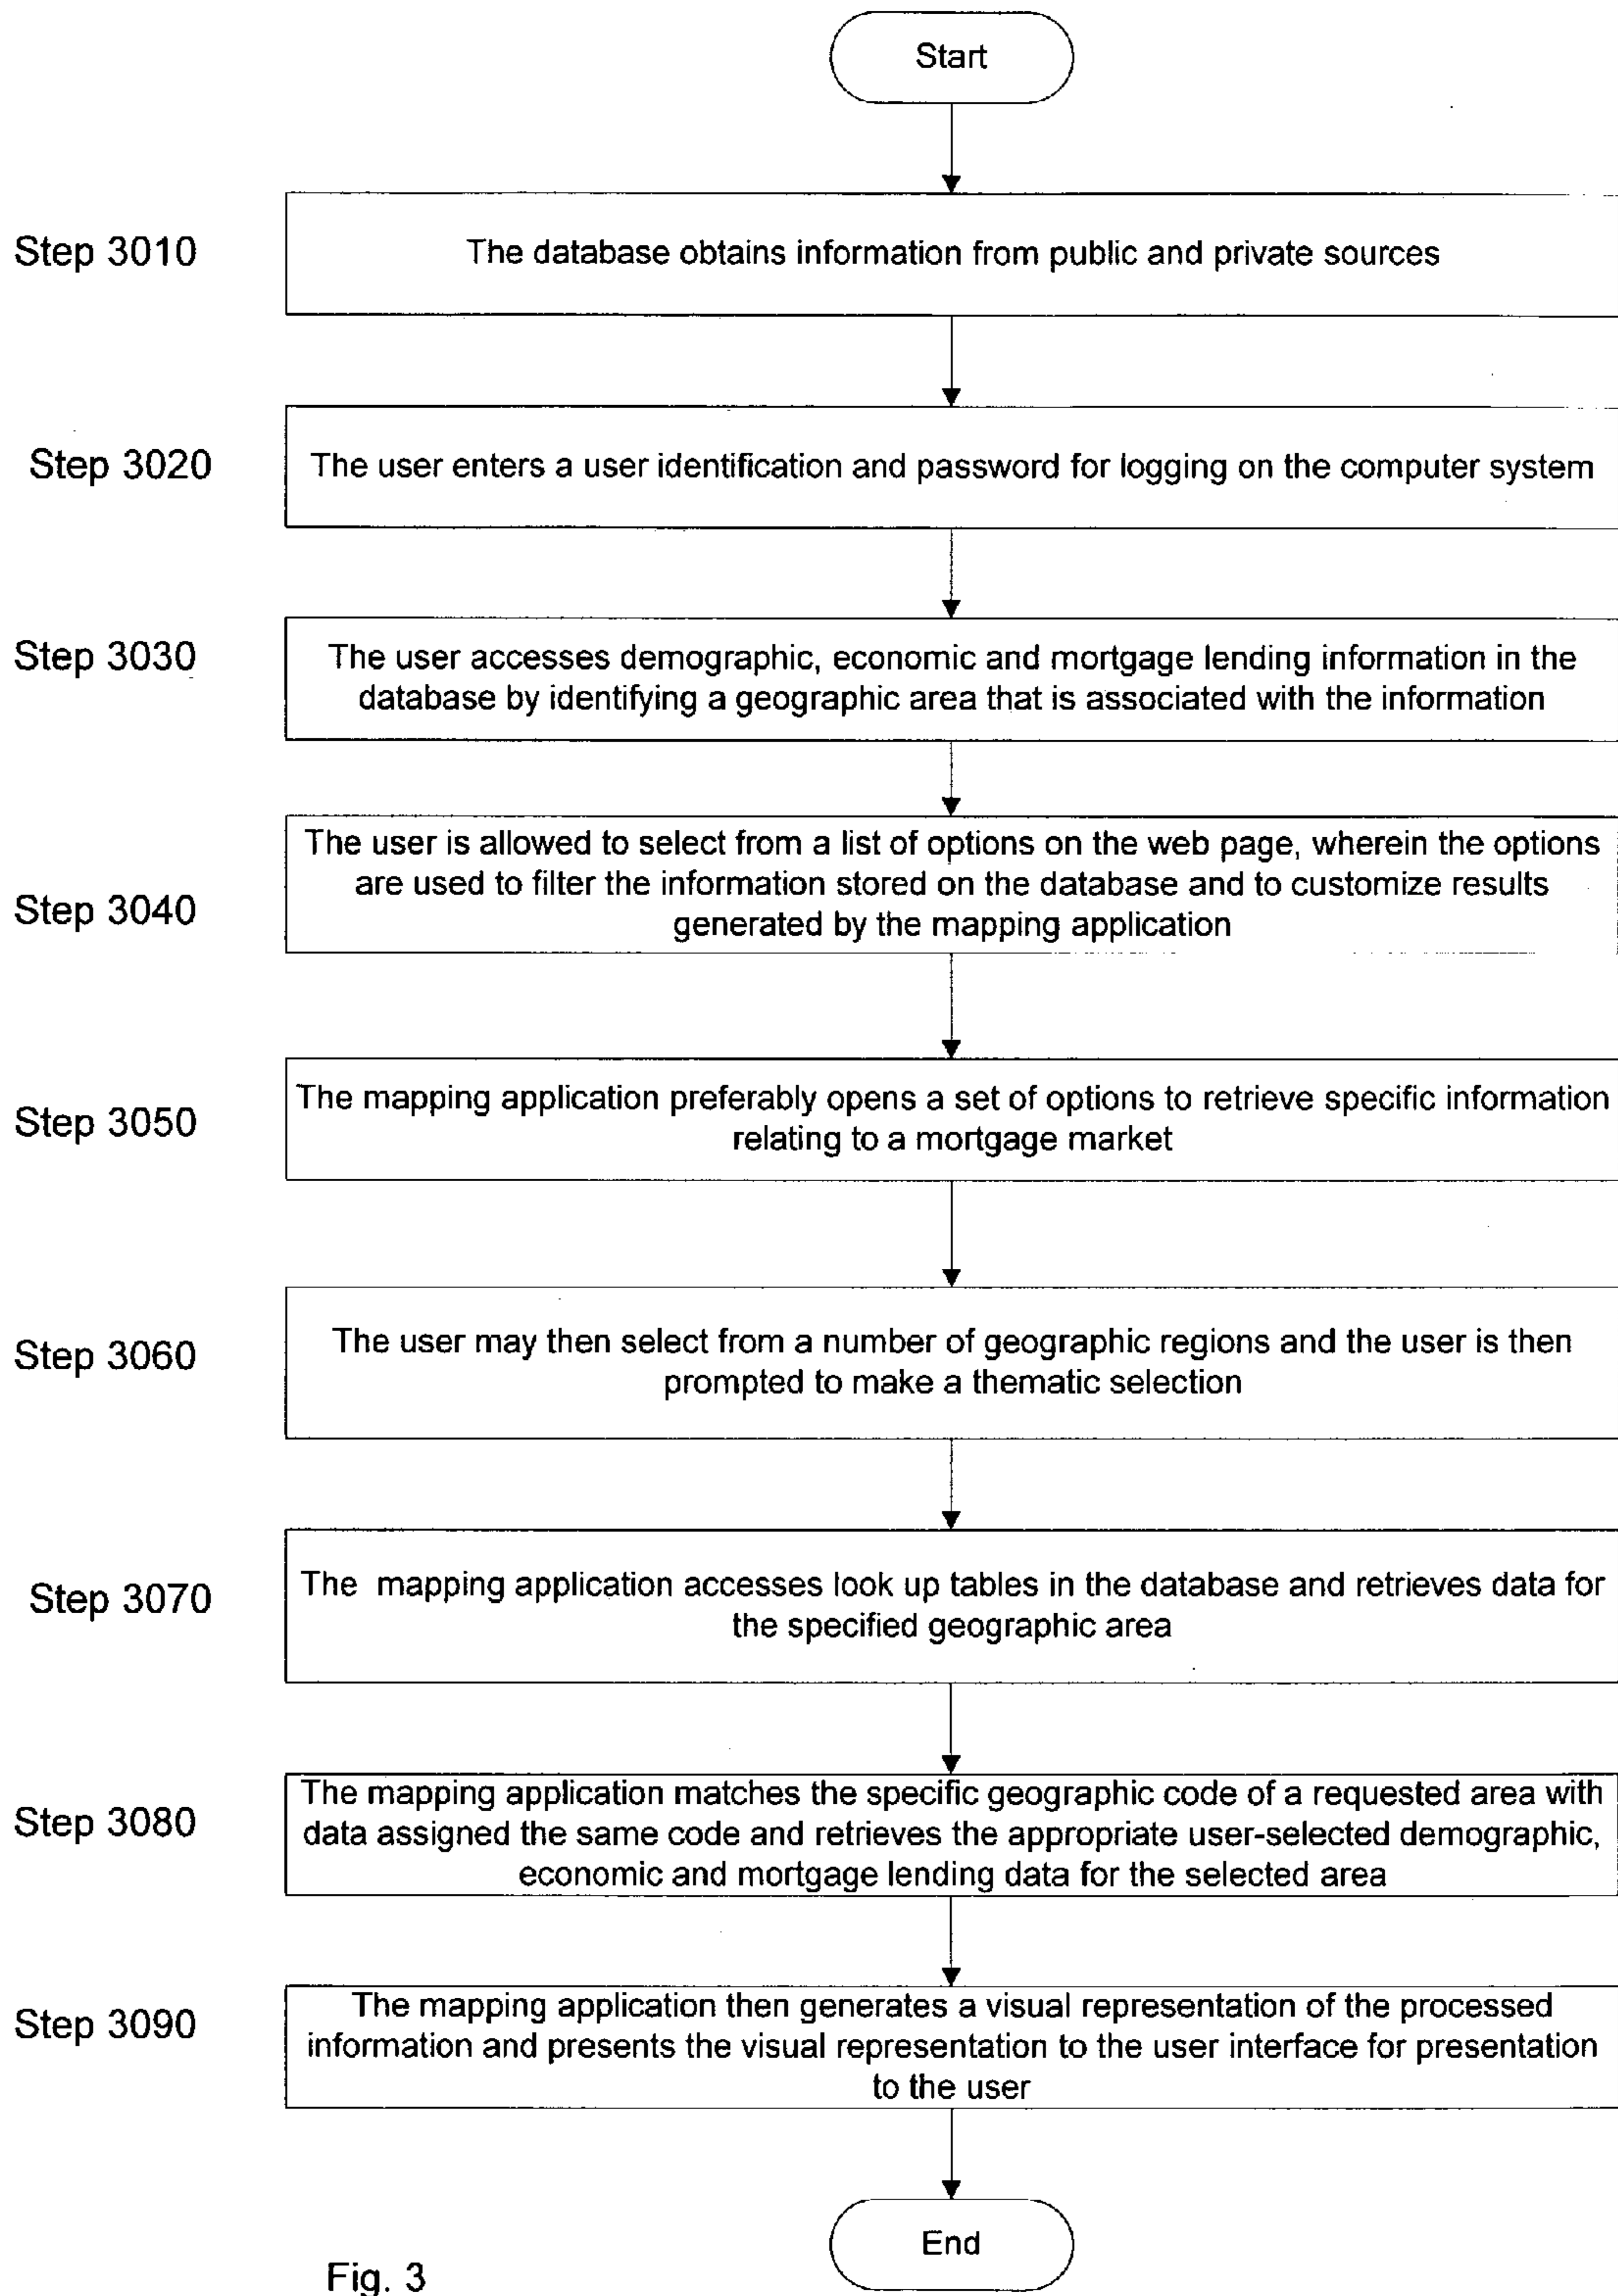 Start
Step 3010
The database obtains information from public and private sources
Step 3020
The user enters a user identification and password for logging on the computer system
Step 3030
The user accesses demographic, economic and mortgage lending information in the
database by identifying a geographic area that is associated with the information
Step 3040
The user is allowed to select from a list of options on the web page, wherein the options
are used to filter the information stored on the database and to customize results
generated by the mapping application
Step 3050
The mapping application preferably opens a set of options to retrieve specific information
relating to a mortgage market
Step 3060
The user may then select from a number of geographic regions and the user is then
prompted to make a thematic selection
Step 3070
The mapping application accesses look up tables in the database and retrieves data for
the specified geographic area
Step 3080
The mapping application matches the specific geographic code of a requested area with
data assigned the same code and retrieves the appropriate user-selected demographic,
economic and mortgage lending data for the selected area
Step 3090
The mapping application then generates a visual representation of the processed
information and presents the visual representation to the user interface for presentation
to the user
End
Fig. 3